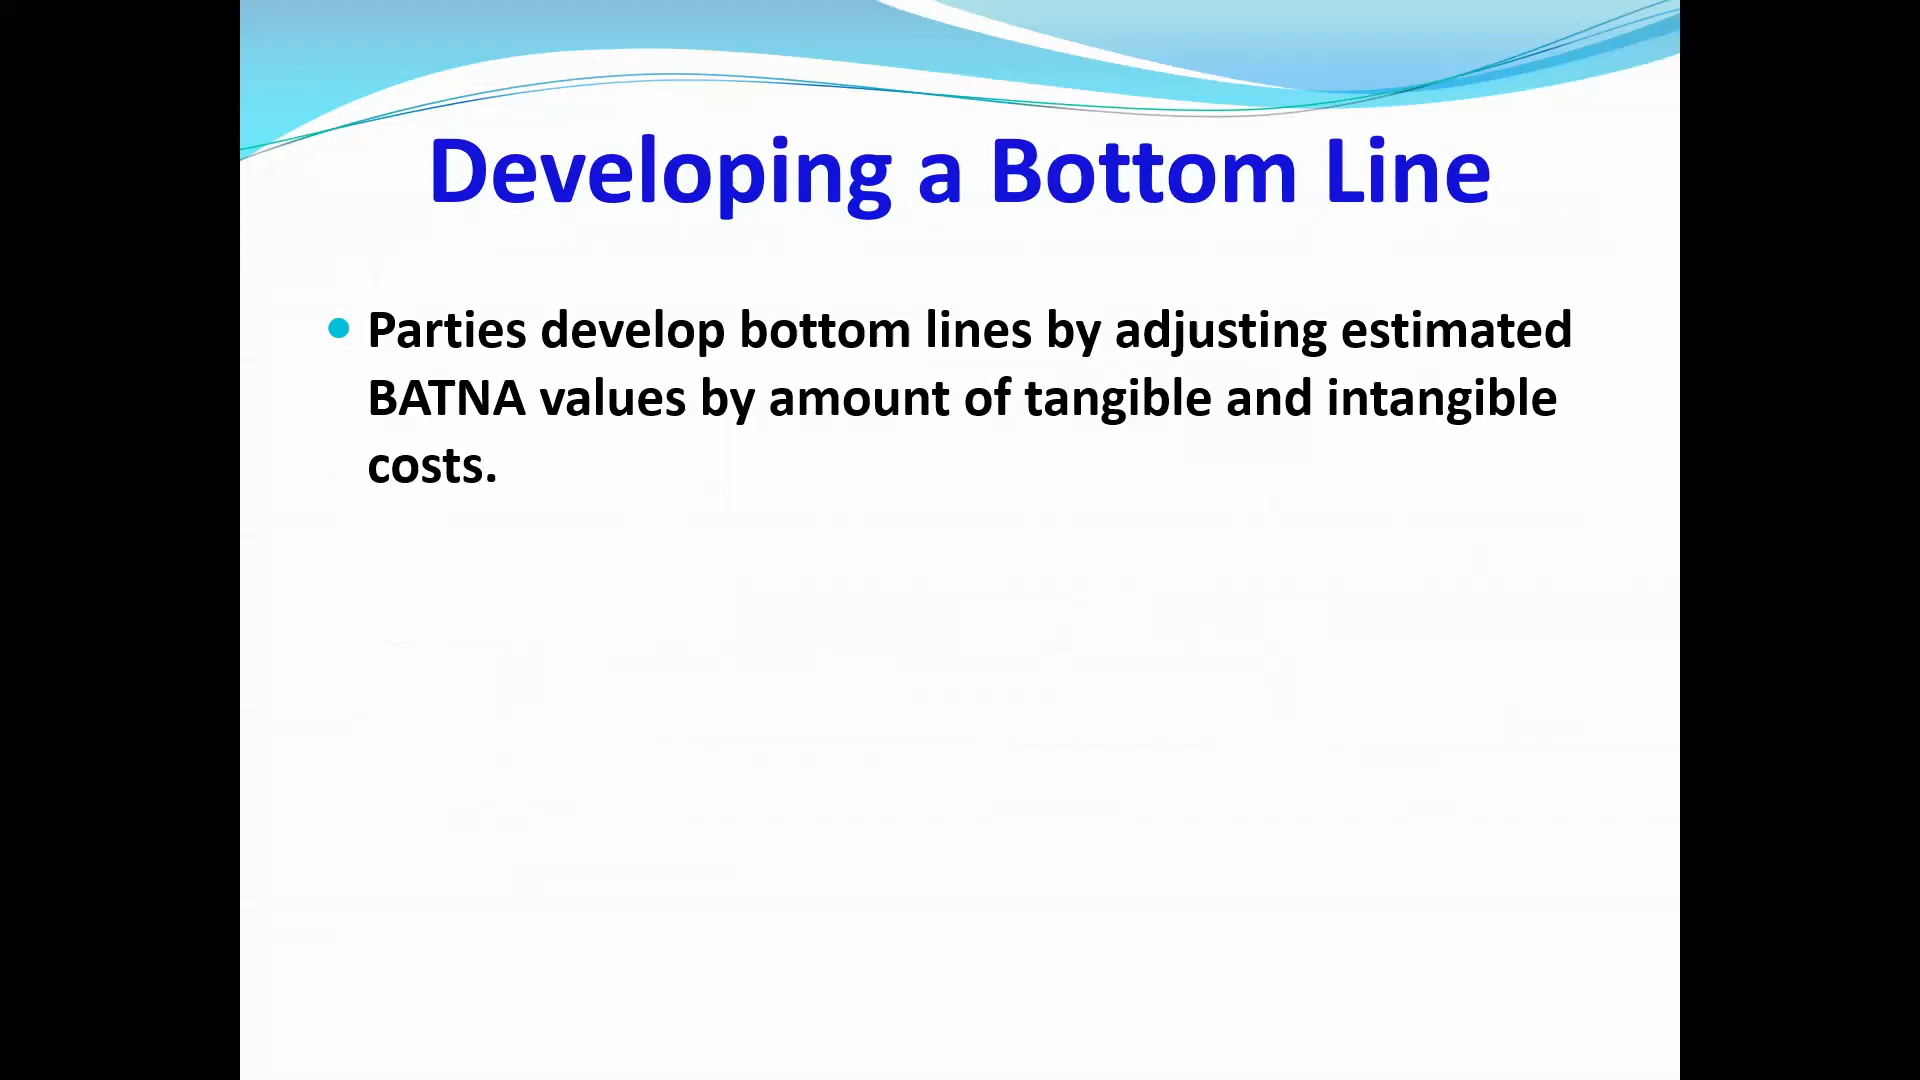 Developing a Bottom Line
• Parties develop bottom lines by adjusting estimated
BATNA values by amount of tangible and intangible
costs.